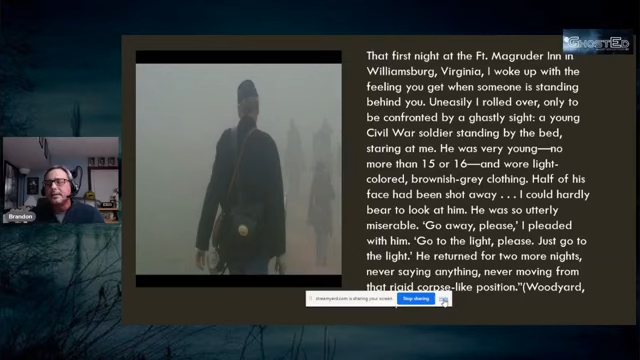 GHOSTED
That first night at the Ft. Magruder Inn in
Williamsburg, Virginia, I woke up with the
feeling you get when someone is standing
behind you. Uneasily I rolled over, only to
be confronted by a ghastly sight: a young
Civil War soldier standing by the bed,
staring at me. He was very young—no
more than 15 or 16—and wore light-
colored, brownish-grey clothing. Half of his
face had been shot away . . . I could hardly
bear to look at him. He was so utterly
miserable. ‘Go away, please,’ I pleaded
with him. ‘Go to the light, please. Just go to
the light.’ He returned for two more nights,
never saying anything, never moving from
that rigid corpse-like position.”(Woodyard,
Brandon
streamyard.com is sharing your screen.
Stop sharing